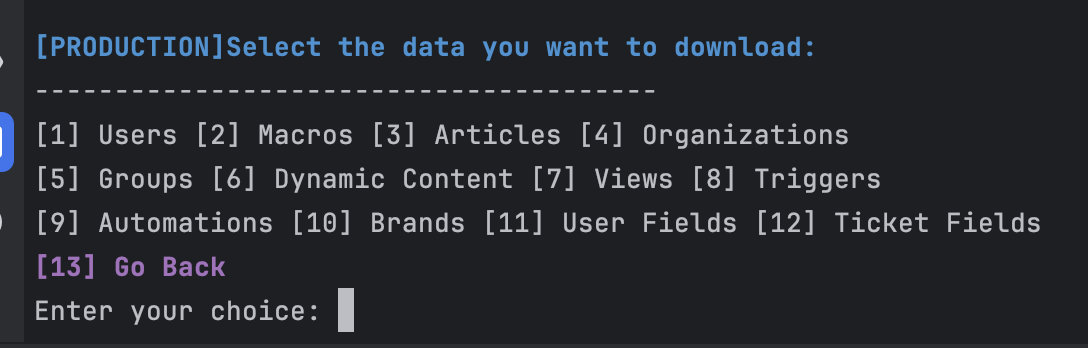 [PRODUCTION]Select the data you want to download:
---------------------------------------
[1] Users [2] Macros [3] Articles [4] Organizations
[5] Groups [6] Dynamic Content [7] Views [8] Triggers
[9] Automations [10] Brands [11] User Fields [12] Ticket Fields
[13] Go Back
Enter your choice: